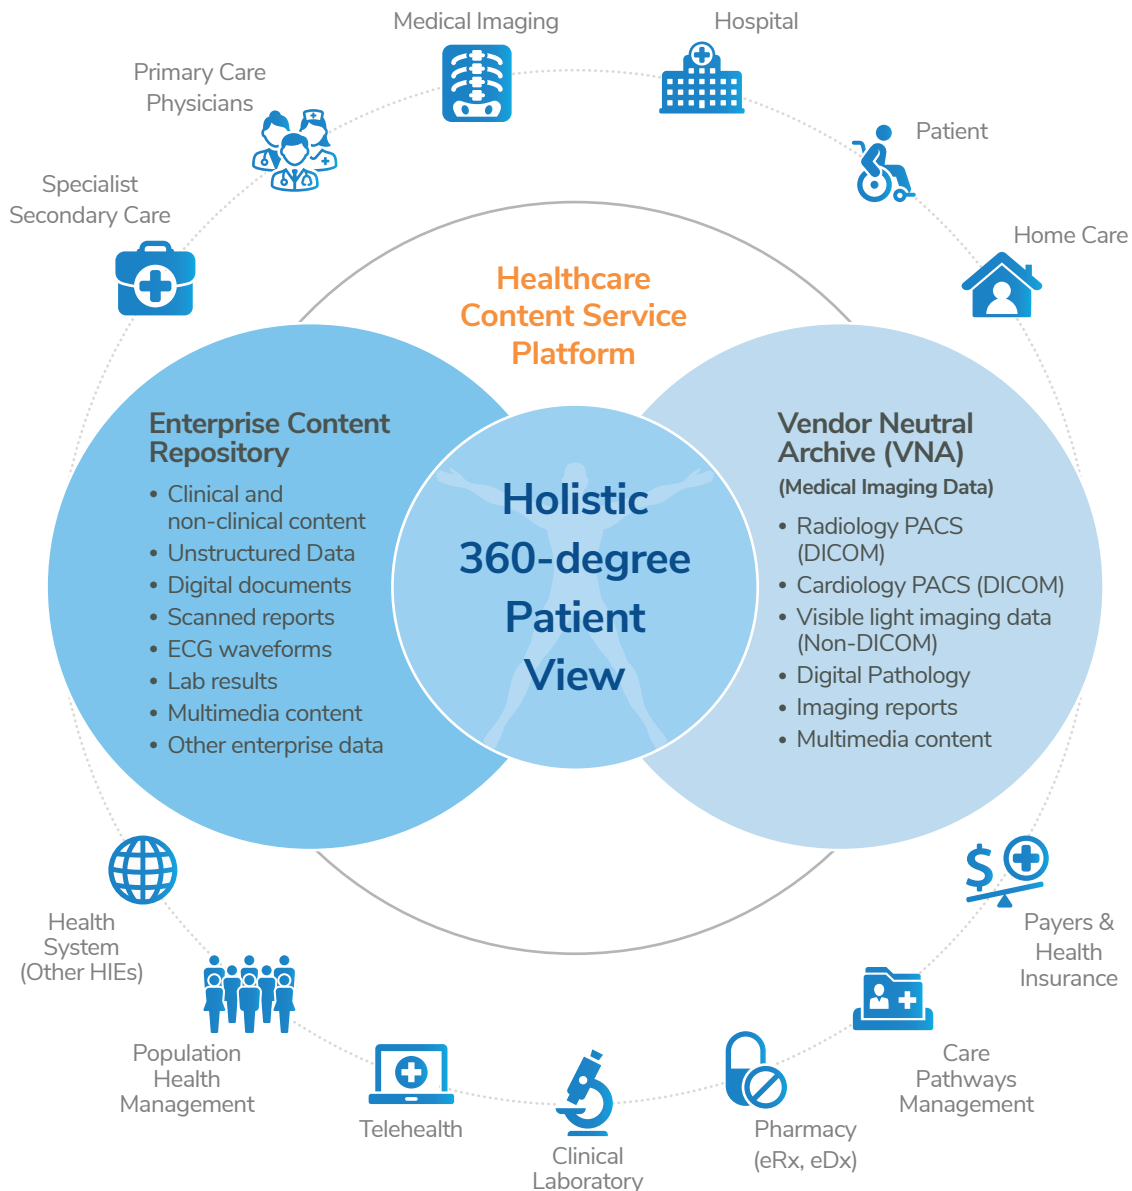 Medical Imaging
Hospital
Primary Care
Physicians
Patient
Specialist
Secondary Care
Home Care
Healthcare
Content Service
Platform
Enterprise Content
Repository
• Clinical and
non-clinical content
• Unstructured Data
• Digital documents
• Scanned reports
• ECG waveforms
• Lab results
• Multimedia content
• Other enterprise data
Holistic
360-degree
Patient
View
Vendor Neutral
Archive (VNA)
(Medical Imaging Data)
• Radiology PACS
(DICOM)
• Cardiology PACS (DICOM)
• Visible light imaging data
(Non-DICOM)
• Digital Pathology
• Imaging reports
• Multimedia content
Health
System
(Other HIEs)
Population
Health
Management
Telehealth
Clinical
Laboratory
Pharmacy
(eRx, eDx)
Care
Pathways
Management
$
Payers &
Health
Insurance